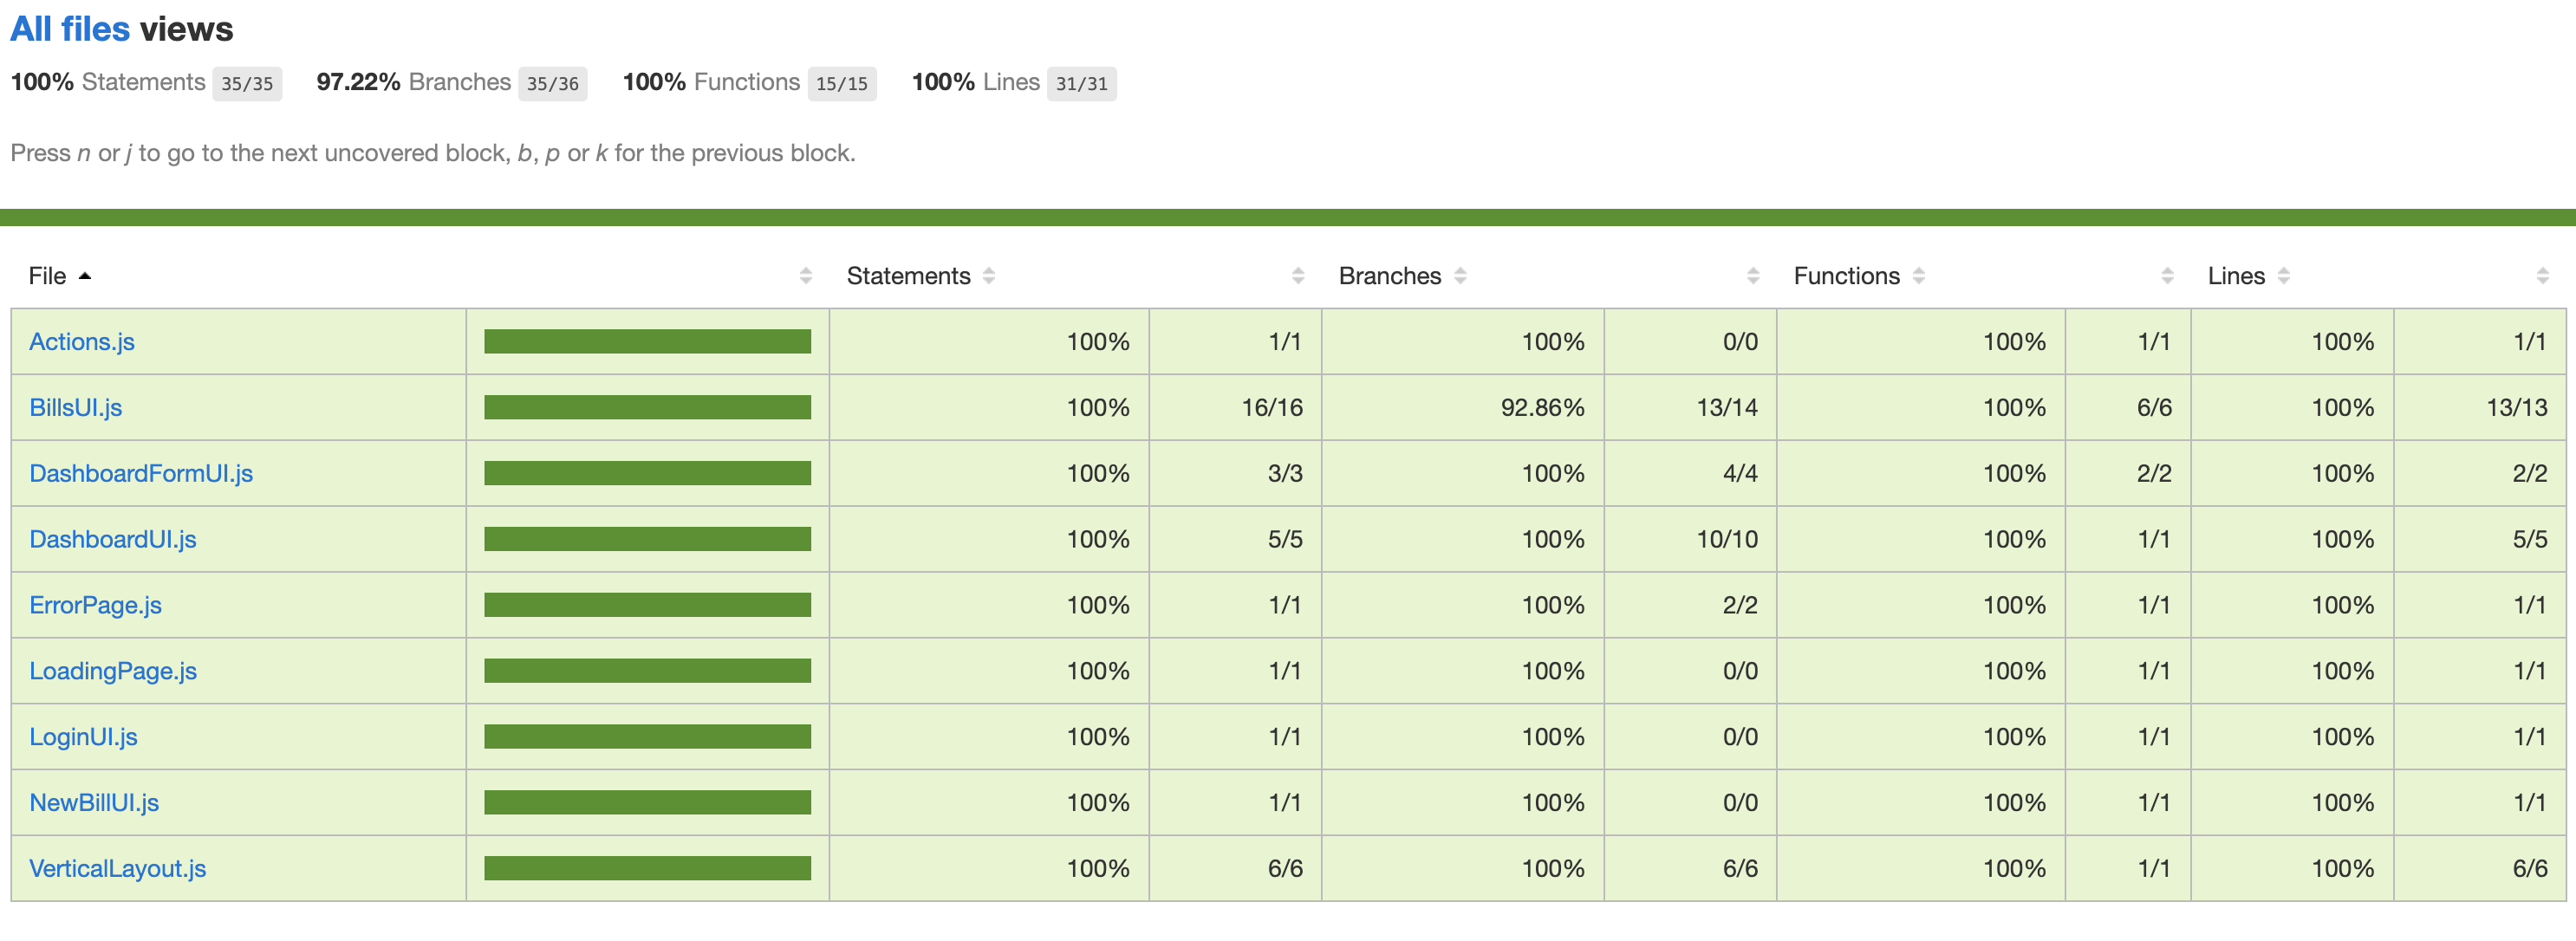 All files views
100% Statements 35/35 97.22% Branches 35/36 100% Functions 15/15 100% Lines 31/31
Press n or j to go to the next uncovered block, b, p or k for the previous block.
File Statements Branches Functions Lines
Actions.js 100% 1/1 100% 0/0 100% 1/1 100% 1/1
BillsUI.js 100% 16/16 92.86% 13/14 100% 6/6 100% 13/13
DashboardFormUI.js 100% 3/3 100% 4/4 100% 2/2 100% 2/2
DashboardUI.js 100% 5/5 100% 10/10 100% 1/1 100% 5/5
ErrorPage.js 100% 1/1 100% 2/2 100% 1/1 100% 1/1
LoadingPage.js 100% 1/1 100% 0/0 100% 1/1 100% 1/1
LoginUI.js 100% 1/1 100% 0/0 100% 1/1 100% 1/1
NewBillUI.js 100% 1/1 100% 0/0 100% 1/1 100% 1/1
VerticalLayout.js 100% 6/6 100% 6/6 100% 1/1 100% 6/6